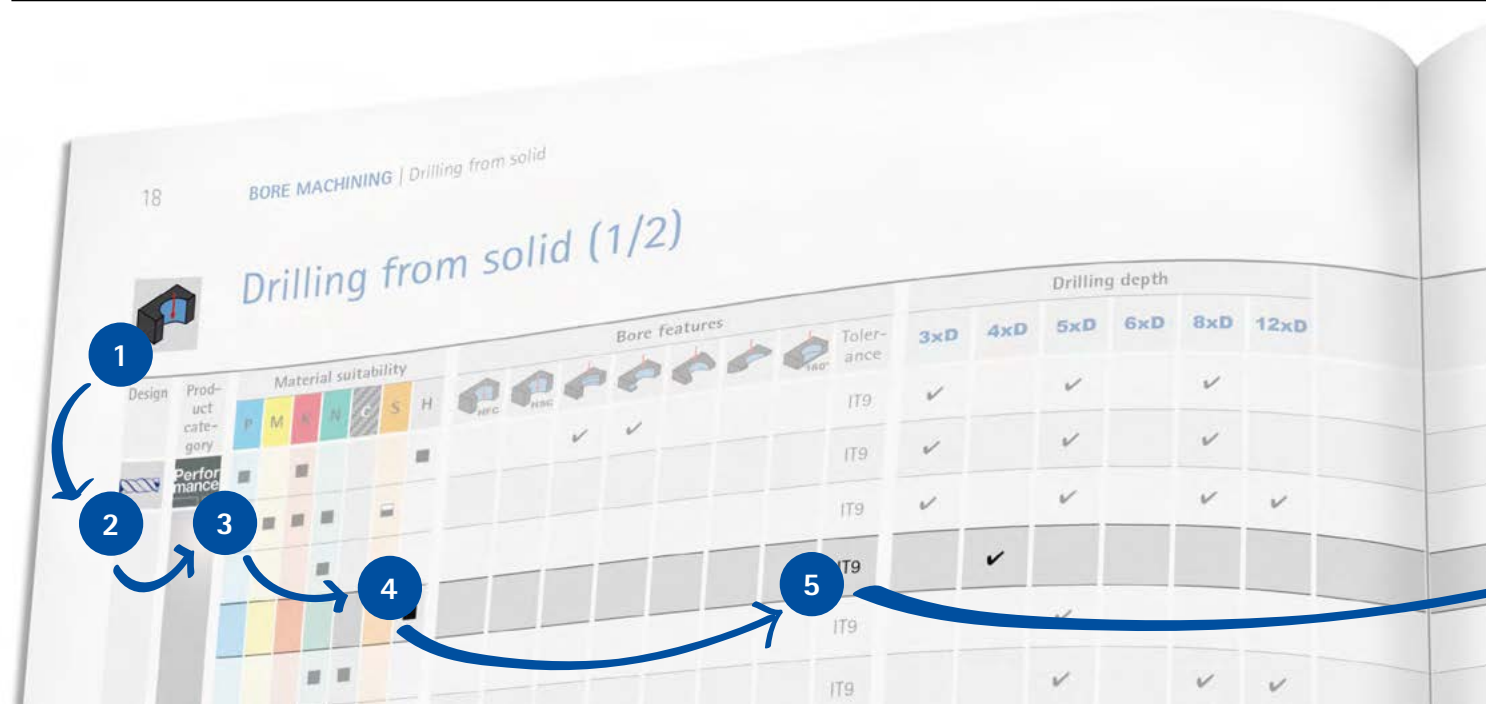 18
BORE MACHINING | Drilling from solid
Drilling from solid (1/2)
1
Design
Prod-
uct
cate-
gory
Material suitability
P M K N C S H
Bore features
HFC HSC 180°
Toler-
ance
Drilling depth
3xD 4xD 5xD 6xD 8xD 12xD
Perfor
mance
IT9
IT9
IT9
2
3
4
5
IT9
IT9
IT9